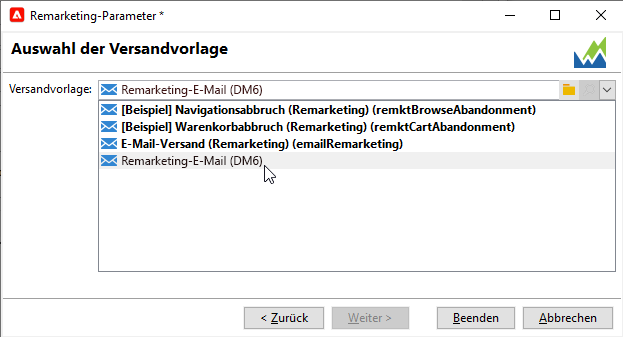 Remarketing-Parameter *
Auswahl der Versandvorlage
Versandvorlage: Remarketing-E-Mail (DM6)
[Beispiel] Navigationsabbruch (Remarketing) (remktBrowseAbandonment)
[Beispiel] Warenkorbabbruch (Remarketing) (remktCartAbandonment)
E-Mail-Versand (Remarketing) (emailRemarketing)
Remarketing-E-Mail (DM6)
< Zurück Weiter > Beenden Abbrechen